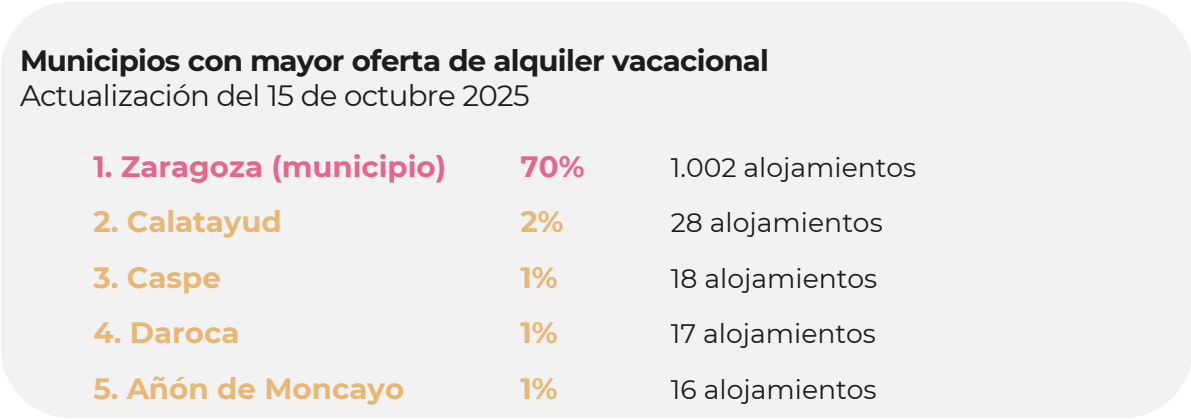 Municipios con mayor oferta de alquiler vacacional
Actualización del 15 de octubre 2025
1. Zaragoza (municipio) 70% 1.002 alojamientos
2. Calatayud 2% 28 alojamientos
3. Caspe 1% 18 alojamientos
4. Daroca 1% 17 alojamientos
5. Añón de Moncayo 1% 16 alojamientos